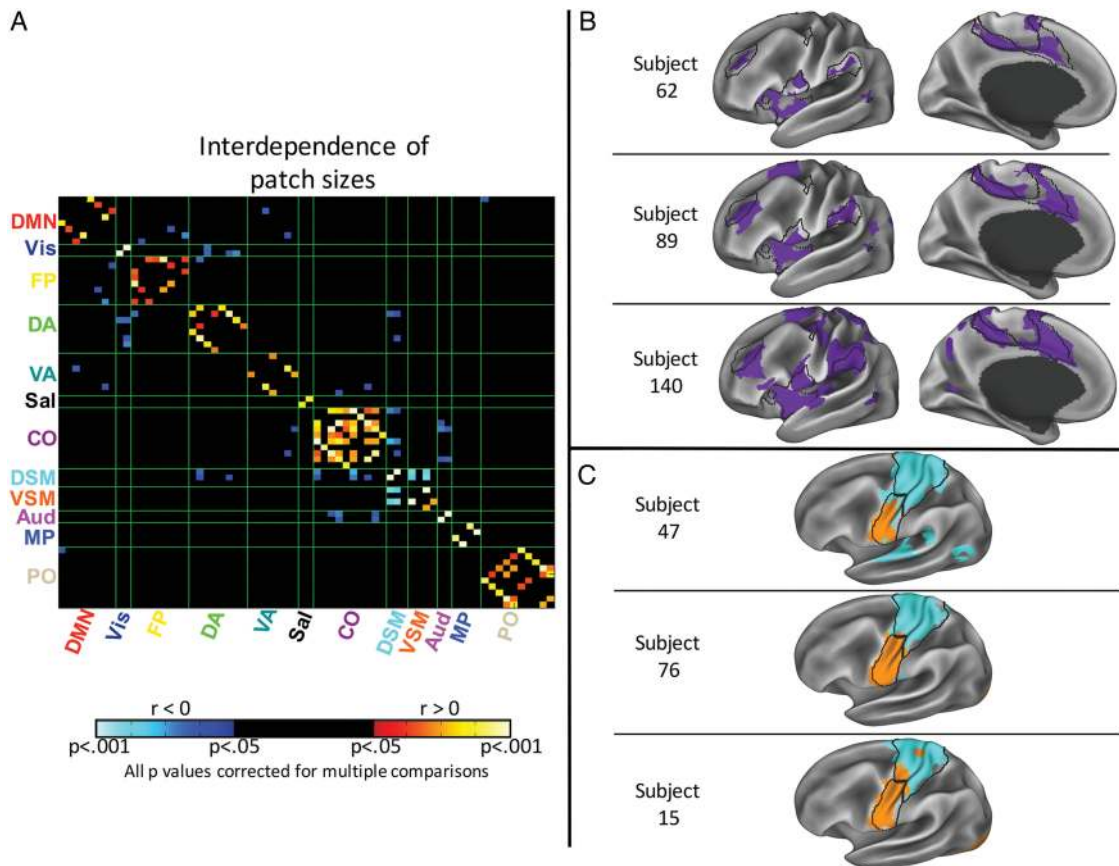 A
Interdependence of
patch sizes
DMN
Vis
FP
DA
VA
Sal
CO
DSM
VSM
Aud
MP
PO
DMN
Vis
FP
DA
VA
Sal
CO
DSM
VSM
Aud
MP
PO
r < 0
r > 0
p<.001
p<.05
p<.05
p<.001
All p values corrected for multiple comparisons
B
Subject
62
Subject
89
Subject
140
C
Subject
47
Subject
76
Subject
15